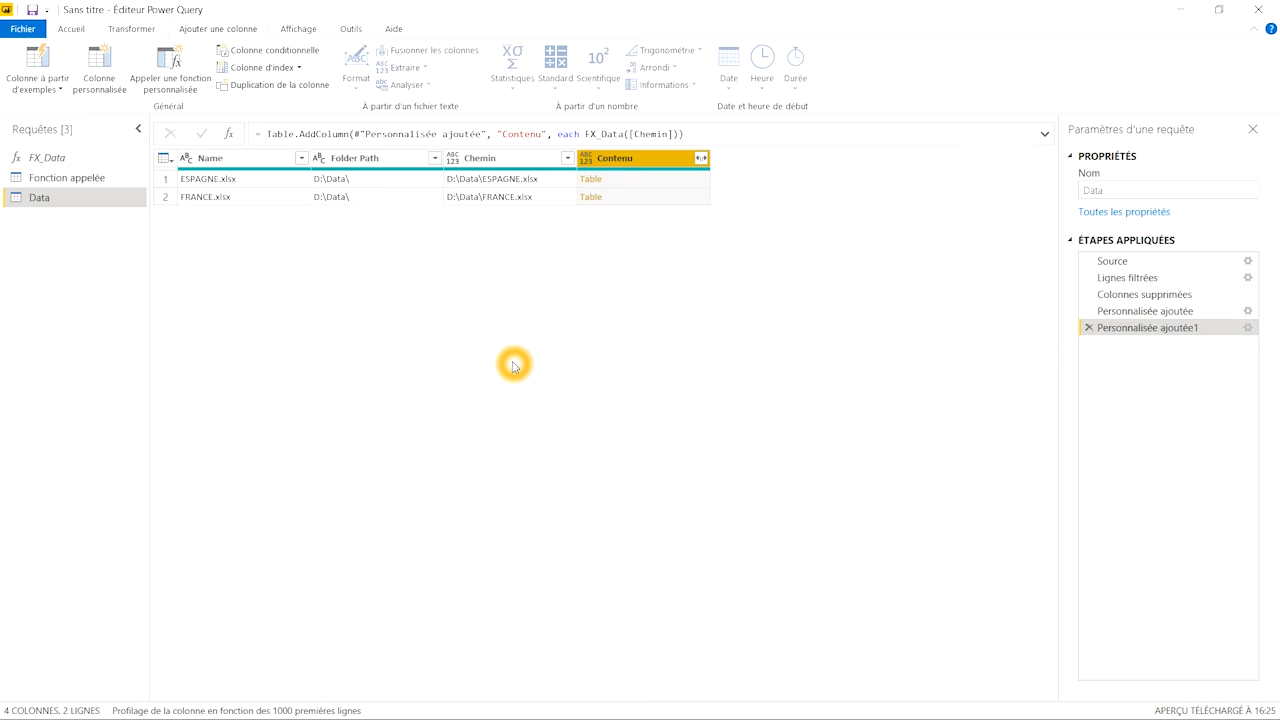 Sans titre - Éditeur Power Query
Fichier Accueil Transformer Ajouter une colonne Affichage Outils Aide
Colonne à partir d'exemples
Colonne personnalisée
Appeler une fonction personnalisée
Colonne conditionnelle
Colonne d'index
Duplication de la colonne
Général
Format
Fusionner les colonnes
Extraire
Analyser
À partir d'un fichier texte
Statistiques
Standard
Scientifique
Trigonométrie
Arrondi
Informations
À partir d'un nombre
Date
Heure
Durée
Date et heure de début
Requêtes [3]
FX_Data
Fonction appelée
Data
= Table.AddColumn(#"Personnalisée ajoutée", "Contenu", each FX_Data([Chemin]))
Name Folder Path Chemin Contenu
1 ESPAGNE.xlsx D:\Data\ D:\Data\ESPAGNE.xlsx Table
2 FRANCE.xlsx D:\Data\ D:\Data\FRANCE.xlsx Table
Paramètres d'une requête
PROPRIÉTÉS
Nom
Data
Toutes les propriétés
ÉTAPES APPLIQUÉES
Source
Lignes filtrées
Colonnes supprimées
Personnalisée ajoutée
Personnalisée ajoutée1
4 COLONNES, 2 LIGNES Profilage de la colonne en fonction des 1000 premières lignes
APERÇU TÉLÉCHARGÉ À 16:25